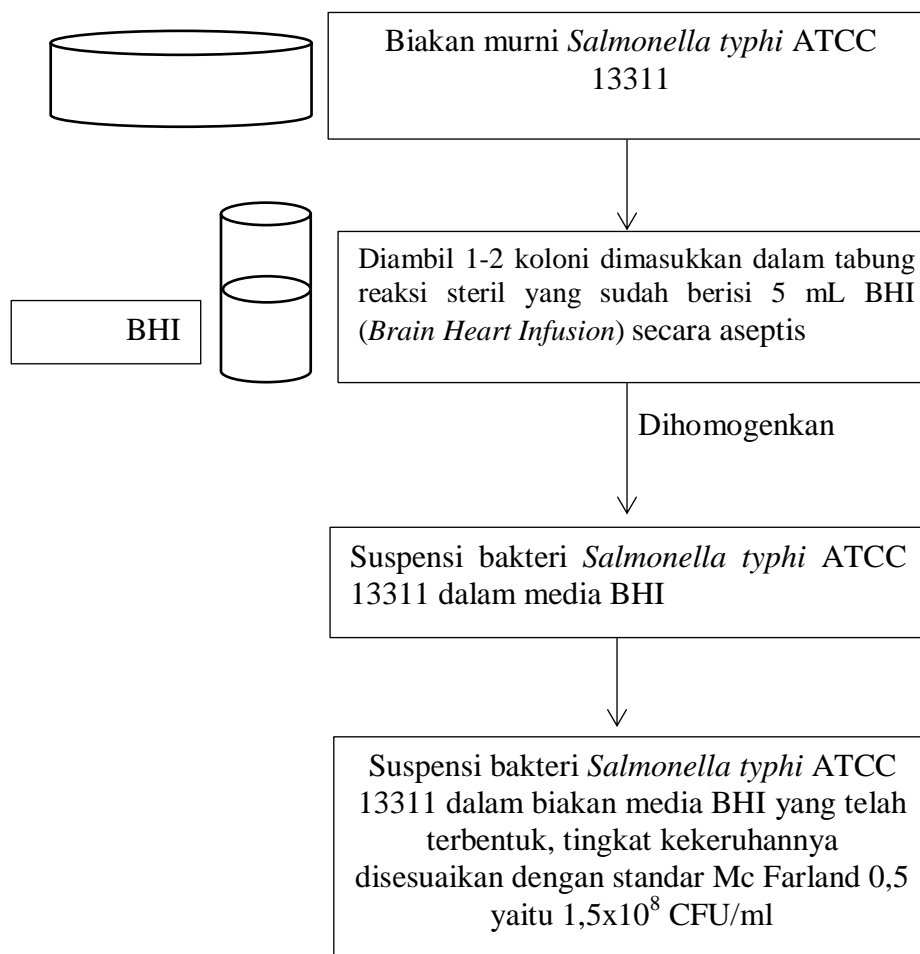 Biakan murni Salmonella typhi ATCC
13311
Diambil 1-2 koloni dimasukkan dalam tabung
reaksi steril yang sudah berisi 5 mL BHI
(Brain Heart Infusion) secara aseptis
BHI
Dihomogenkan
Suspensi bakteri Salmonella typhi ATCC
13311 dalam media BHI
Suspensi bakteri Salmonella typhi ATCC
13311 dalam biakan media BHI yang telah
terbentuk, tingkat kekeruhannya
disesuaikan dengan standar Mc Farland 0,5
yaitu 1,5x10⁸ CFU/ml